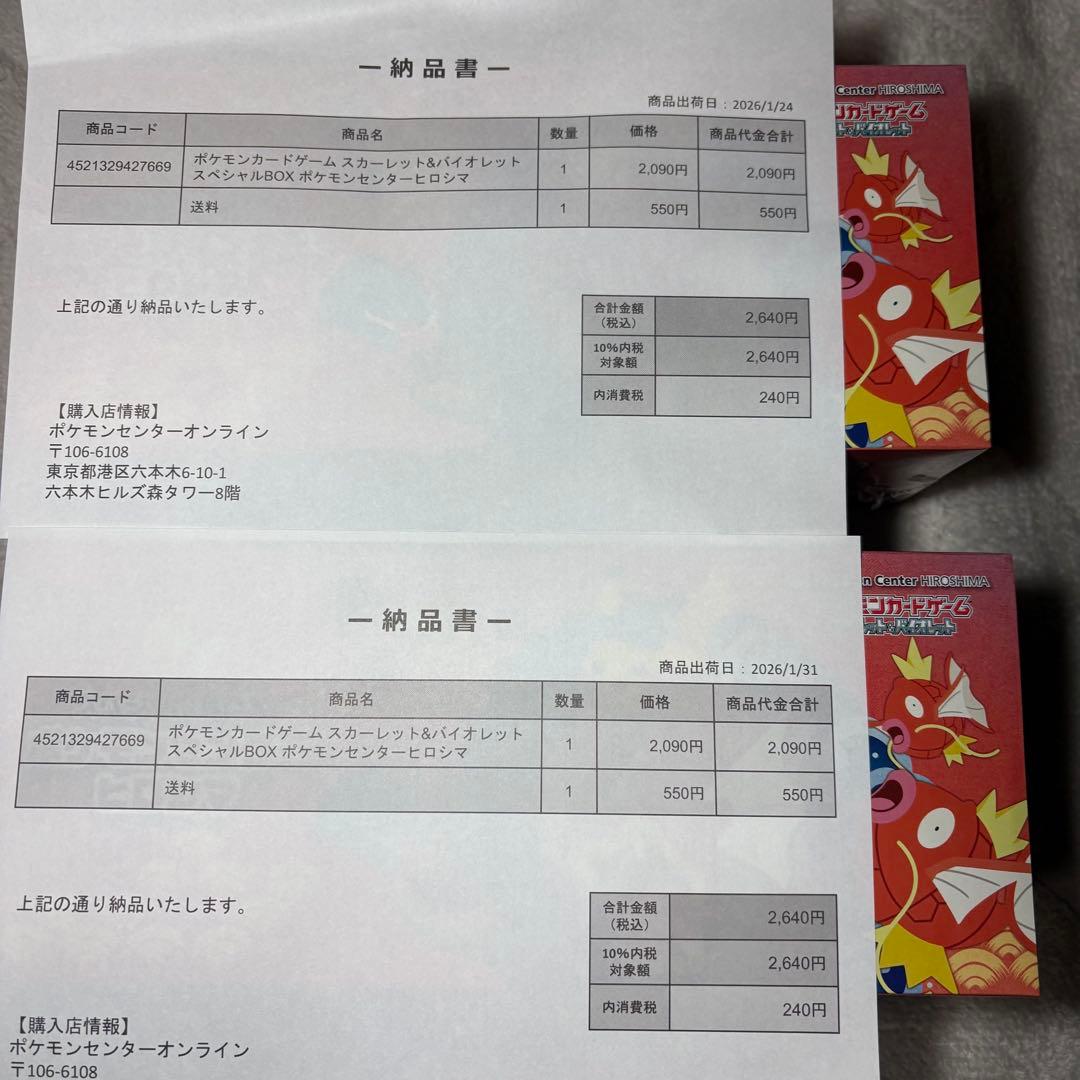 ー納品書ー
商品出荷日：2026/1/24
商品コード 商品名 数量 価格 商品代金合計
4521329427669 ポケモンカードゲーム スカーレット&バイオレット 1 2,090円 2,090円
スペシャルBOX ポケモンセンターヒロシマ
送料 1 550円 550円
上記の通り納品いたします。
合計金額 2,640円
（税込）
10%内税 2,640円
対象額
内消費税 240円
【購入店情報】
ポケモンセンターオンライン
〒106-6108
東京都港区六本木6-10-1
六本木ヒルズ森タワー8階
Center HIROSHIMA
ンカードゲーム
ト&バイオレット
ー納品書ー
商品出荷日：2026/1/31
商品コード 商品名 数量 価格 商品代金合計
4521329427669 ポケモンカードゲーム スカーレット&バイオレット 1 2,090円 2,090円
スペシャルBOX ポケモンセンターヒロシマ
送料 1 550円 550円
上記の通り納品いたします。
合計金額 2,640円
（税込）
10%内税 2,640円
対象額
内消費税 240円
【購入店情報】
ポケモンセンターオンライン
〒106-6108
n Center HIROSHIMA
モンカードゲーム
レット&バイオレット